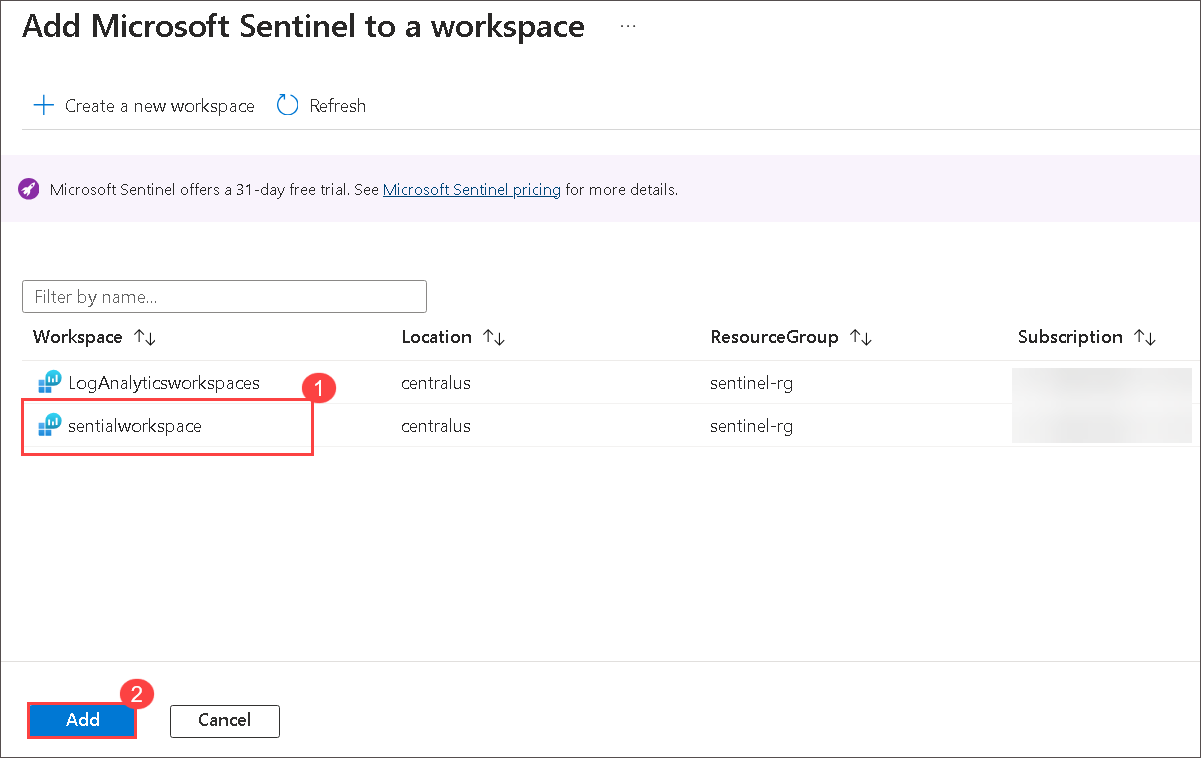 Add Microsoft Sentinel to a workspace ...
Create a new workspace Refresh
Microsoft Sentinel offers a 31-day free trial. See Microsoft Sentinel pricing for more details.
Filter by name...
Workspace Location ResourceGroup Subscription
LogAnalyticsworkspaces centralus sentinel-rg
1
sentialworkspace centralus sentinel-rg
2
Add Cancel